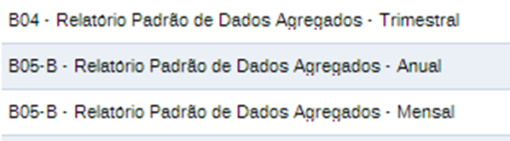 B04 - Relatório Padrão de Dados Agregados - Trimestral
B05-B - Relatório Padrão de Dados Agregados - Anual
B05-B - Relatório Padrão de Dados Agregados - Mensal